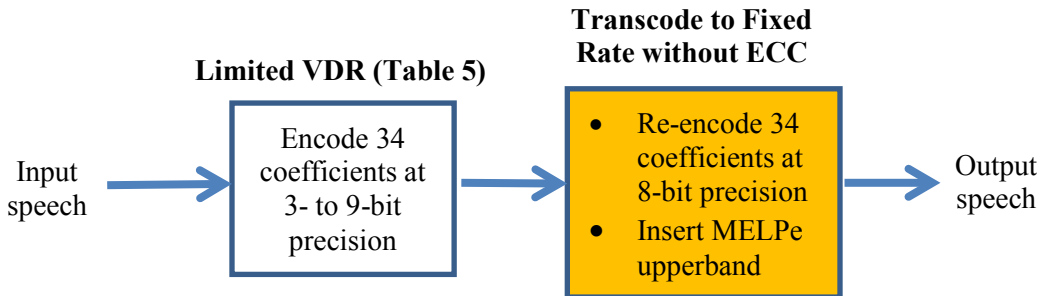 Transcode to Fixed
Rate without ECC
Limited VDR (Table 5)
Input
speech
Encode 34
coefficients at
3- to 9-bit
precision
• Re-encode 34
coefficients at
8-bit precision
• Insert MELPe
upperband
Output
speech